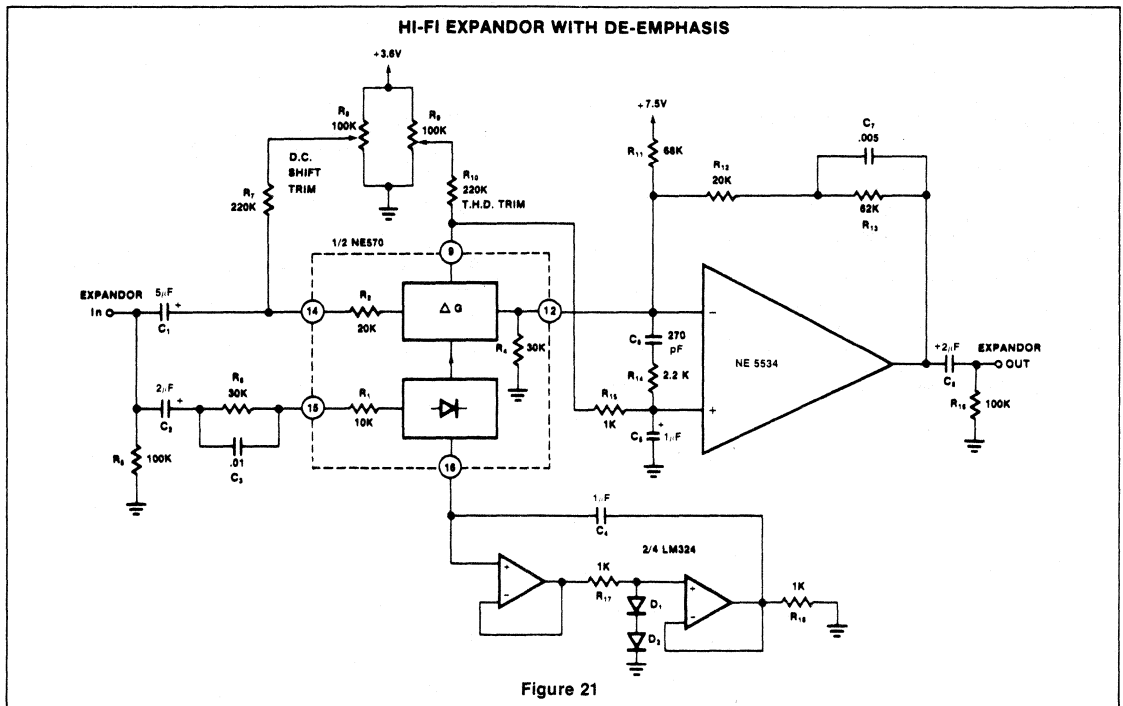 HI-FI EXPANDOR WITH DE-EMPHASIS
+3.6V
R8
100K
R9
100K
D.C.
SHIFT
TRIM
R7
220K
R10
220K
T.H.D. TRIM
+7.5V
R11
68K
R12
20K
C7
.005
62K
R13
1/2 NE570
9
EXPANDOR
In
5μF
+
C1
14
R2
20K
ΔG
12
R4
30K
C6
270
pF
R14
2.2 K
R15
1K
C5
+
1μF
−
+
NE 5534
+2μF
C8
EXPANDOR
OUT
R16
100K
2μF
+
C2
R6
30K
.01
C3
15
R1
10K
R5
100K
16
1μF
C4
2/4 LM324
+
−
1K
R17
D1
D2
+
−
1K
R18
Figure 21